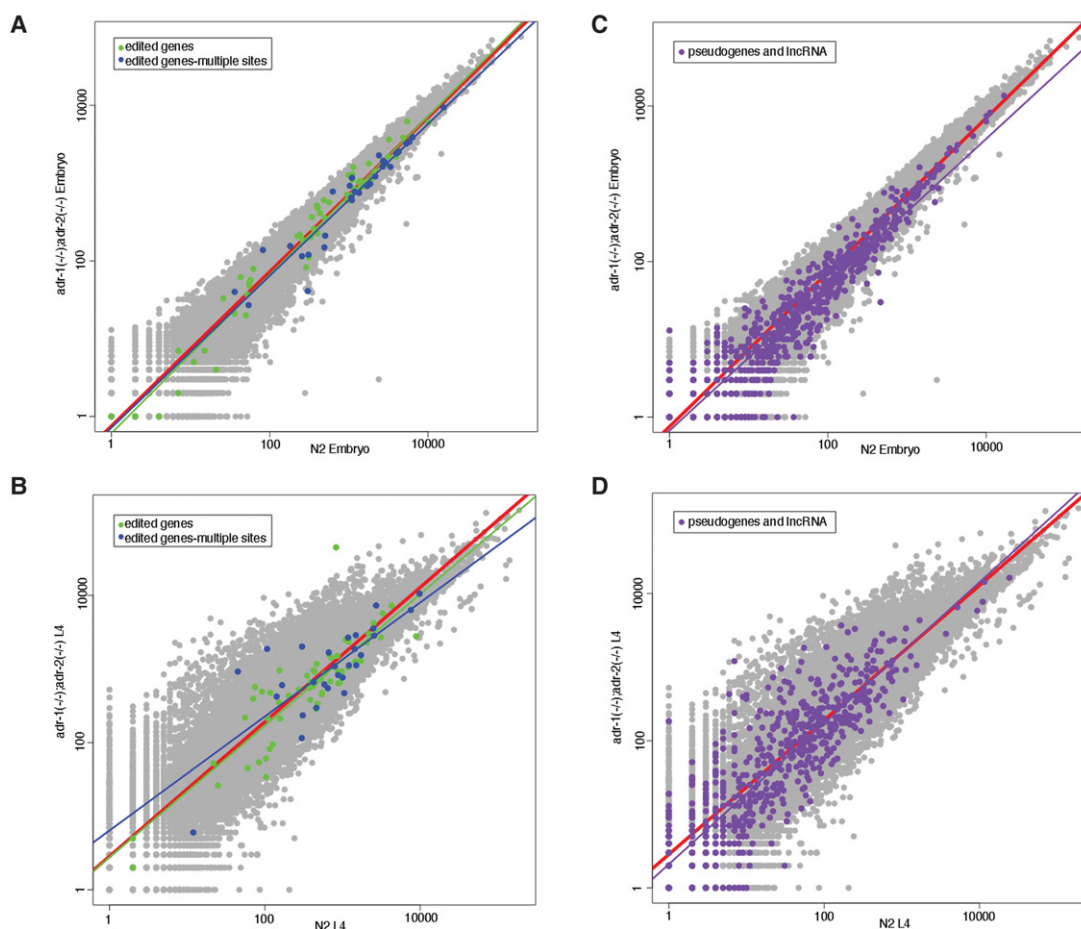 A
edited genes
edited genes-multiple sites
adr-1(-/-);adr-2(-/-) Embryo
10000
100
1
1
100
10000
N2 Embryo
C
pseudogenes and lncRNA
adr-1(-/-);adr-2(-/-) Embryo
10000
100
1
1
100
10000
N2 Embryo
B
edited genes
edited genes-multiple sites
adr-1(-/-);adr-2(-/-) L4
10000
100
1
1
100
10000
N2 L4
D
pseudogenes and lncRNA
adr-1(-/-);adr-2(-/-) L4
10000
100
1
1
100
10000
N2 L4